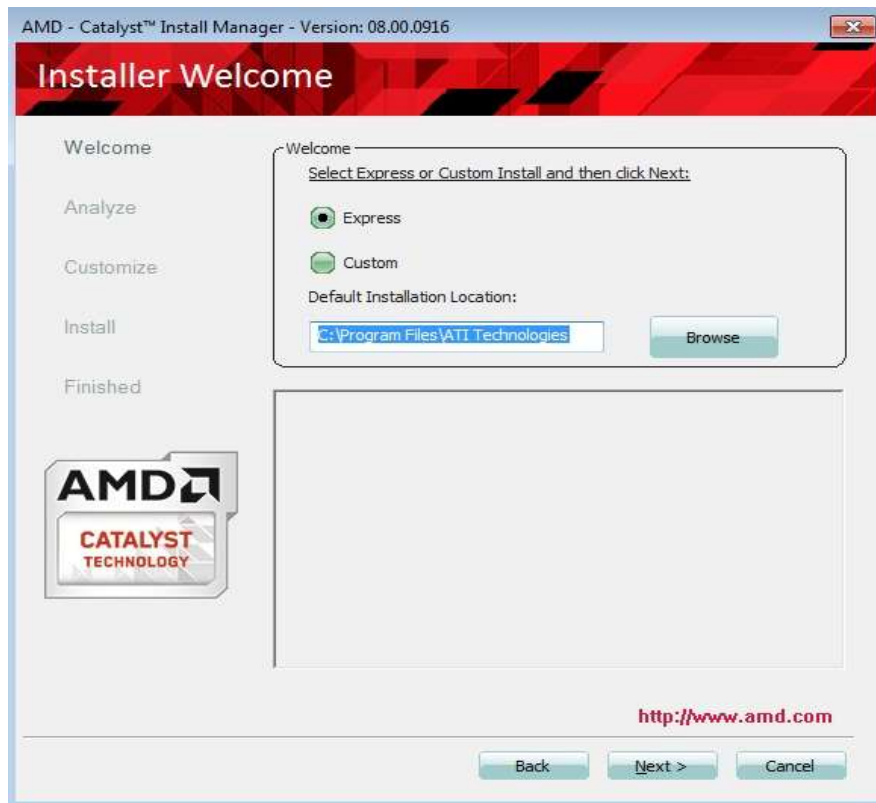 AMD - Catalyst™ Install Manager - Version: 08.00.0916
Installer Welcome
Welcome
Analyze
Customize
Install
Finished
AMD
CATALYST
TECHNOLOGY
Welcome
Select Express or Custom Install and then click Next:
Express
Custom
Default Installation Location:
C:\Program Files\ATI Technologies
Browse
http://www.amd.com
Back
Next >
Cancel